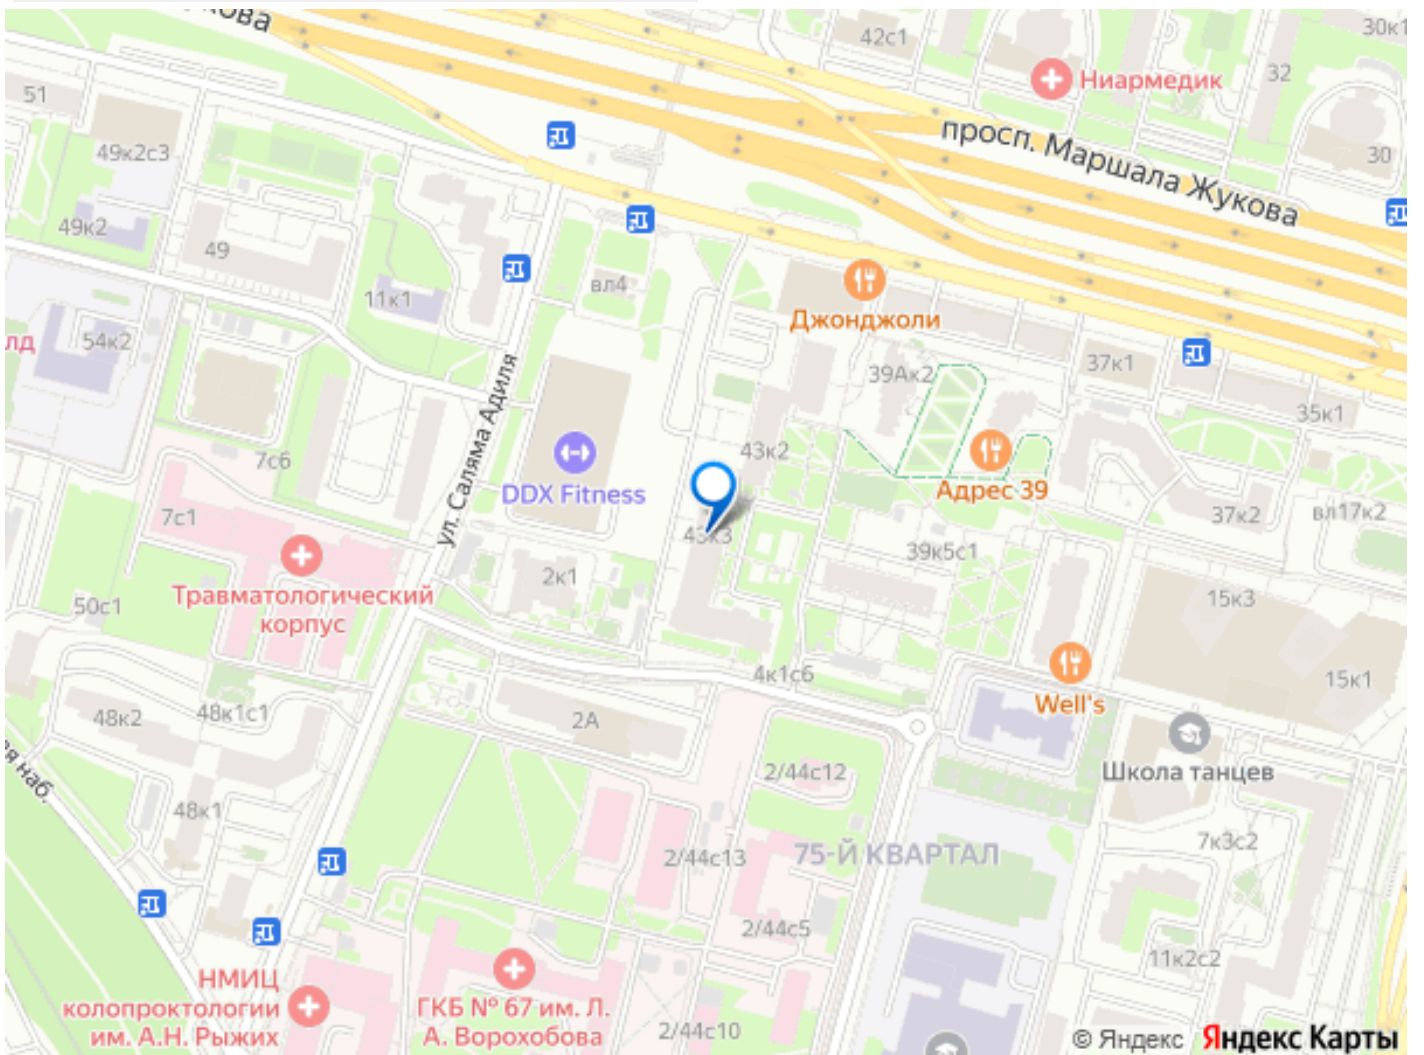 42с1
30к1
32
Ниармедик
51
просп. Маршала Жукова
30
49к2с3
49к2
49
вл4
11к1
Джонджоли
54к2
39Ак2
37к1
35к1
ул. Саляма Адиля
43к2
7с6
DDX Fitness
Адрес 39
7с1
37к2
вл17к2
43к3
39к5с1
2к1
50с1
Травматологический
корпус
15к3
4к1с6
15к1
48к2
48к1с1
2А
Well's
2/44с12
Школа танцев
48к1
7к3с2
2/44с13
75-Й КВАРТАЛ
2/44с5
11к2с2
НМИЦ
колопроктологии
им. А.Н. Рыжих
ГКБ № 67 им. Л.
А. Ворохобова
2/44с10
© Яндекс Яндекс Карты